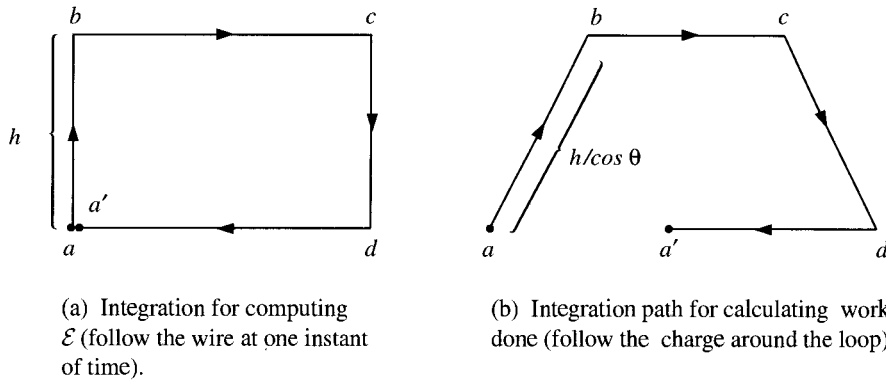 b c b c
h
h/cos θ
a′
a d a a′ d
(a) Integration for computing
ℰ (follow the wire at one instant
of time).
(b) Integration path for calculating work
done (follow the charge around the loop)